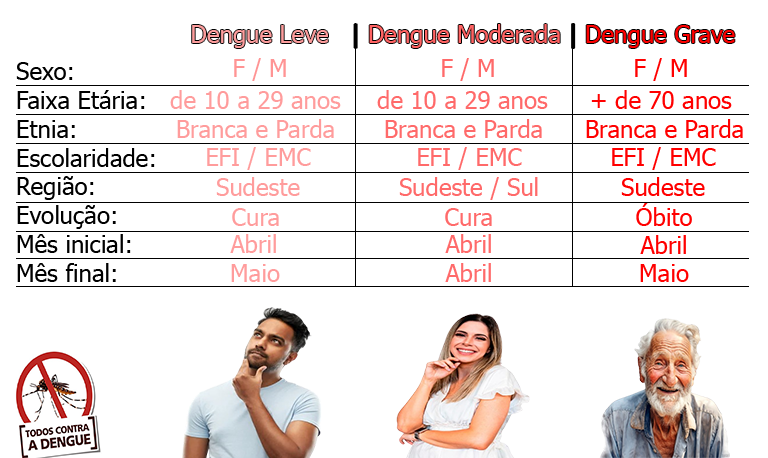 Dengue Leve | Dengue Moderada | Dengue Grave
Sexo: F / M F / M F / M
Faixa Etária: de 10 a 29 anos de 10 a 29 anos + de 70 anos
Etnia: Branca e Parda Branca e Parda Branca e Parda
Escolaridade: EFI / EMC EFI / EMC EFI / EMC
Região: Sudeste Sudeste / Sul Sudeste
Evolução: Cura Cura Óbito
Mês inicial: Abril Abril Abril
Mês final: Maio Abril Maio
TODOS CONTRA
A DENGUE